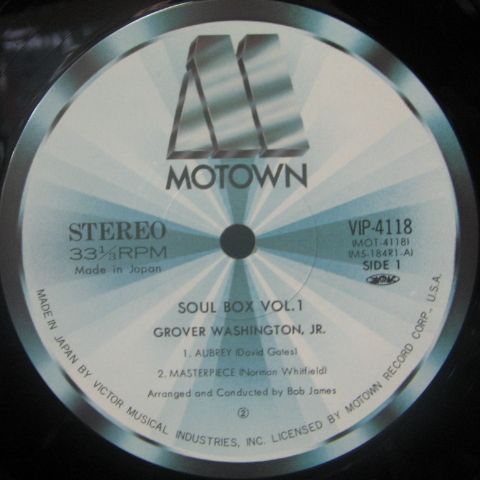 MOTOWN
STEREO
33⅓RPM
Made in Japan
VIP-4118
(MOT-4118)
(MS-184R1-A)
SIDE 1
SOUL BOX VOL.1
GROVER WASHINGTON, JR.
1. AUBREY (David Gates)
2. MASTERPIECE (Norman Whitfield)
Arranged and Conducted by Bob James
②
MADE IN JAPAN BY VICTOR MUSICAL INDUSTRIES, INC. LICENSED BY MOTOWN RECORD CORP., U.S.A.